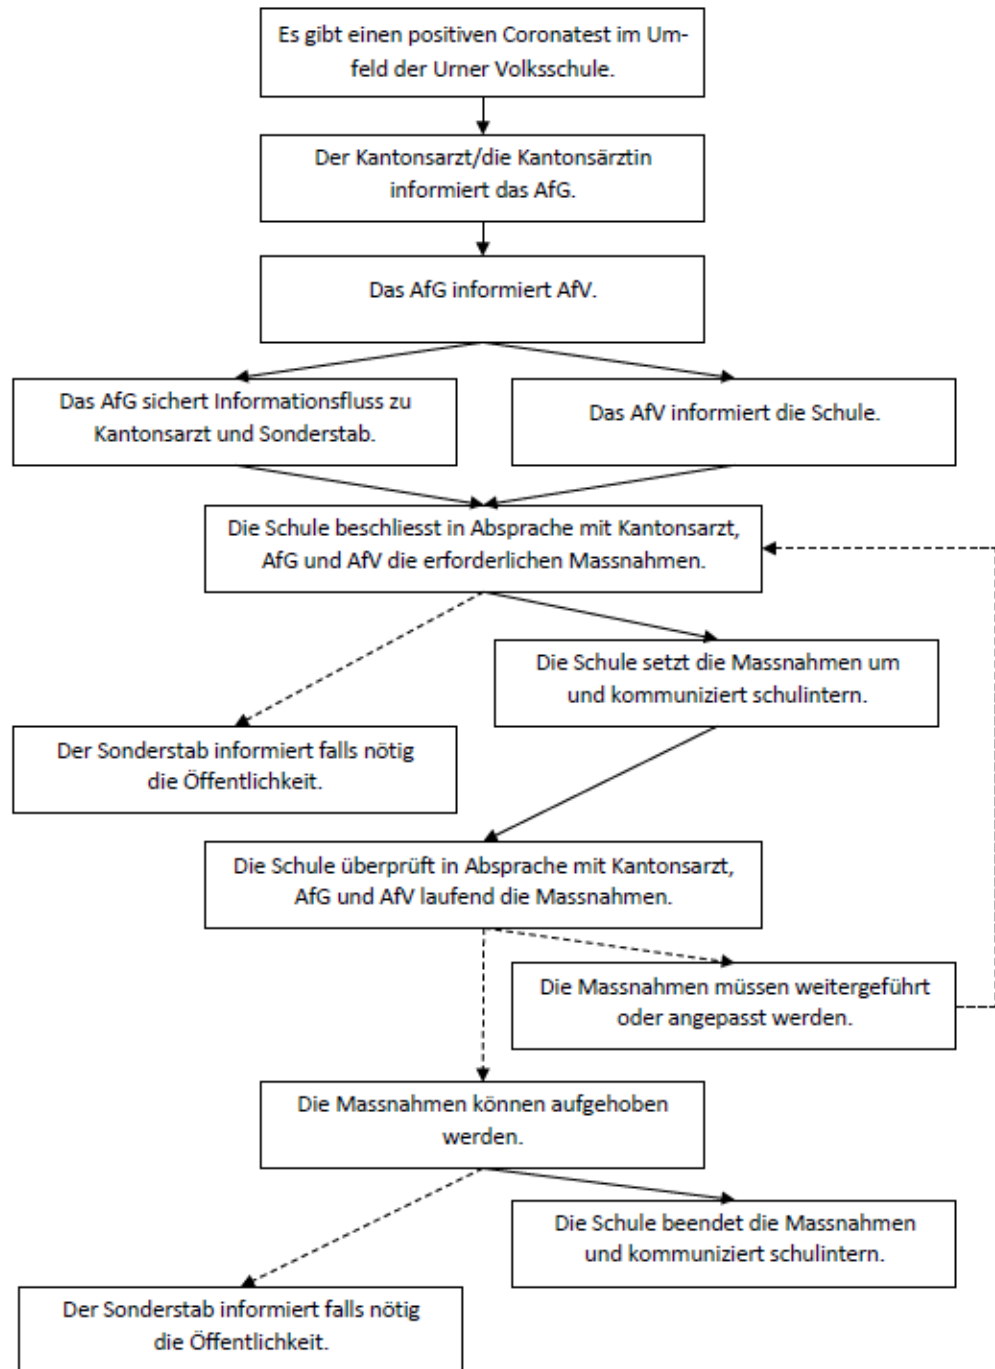 Es gibt einen positiven Coronatest im Um-
feld der Urner Volksschule.
Der Kantonsarzt/die Kantonsärztin
informiert das AfG.
Das AfG informiert AfV.
Das AfG sichert Informationsfluss zu
Kantonsarzt und Sonderstab.
Das AfV informiert die Schule.
Die Schule beschliesst in Absprache mit Kantonsarzt,
AfG und AfV die erforderlichen Massnahmen.
Die Schule setzt die Massnahmen um
und kommuniziert schulintern.
Der Sonderstab informiert falls nötig
die Öffentlichkeit.
Die Schule überprüft in Absprache mit Kantonsarzt,
AfG und AfV laufend die Massnahmen.
Die Massnahmen müssen weitergeführt
oder angepasst werden.
Die Massnahmen können aufgehoben
werden.
Die Schule beendet die Massnahmen
und kommuniziert schulintern.
Der Sonderstab informiert falls nötig
die Öffentlichkeit.